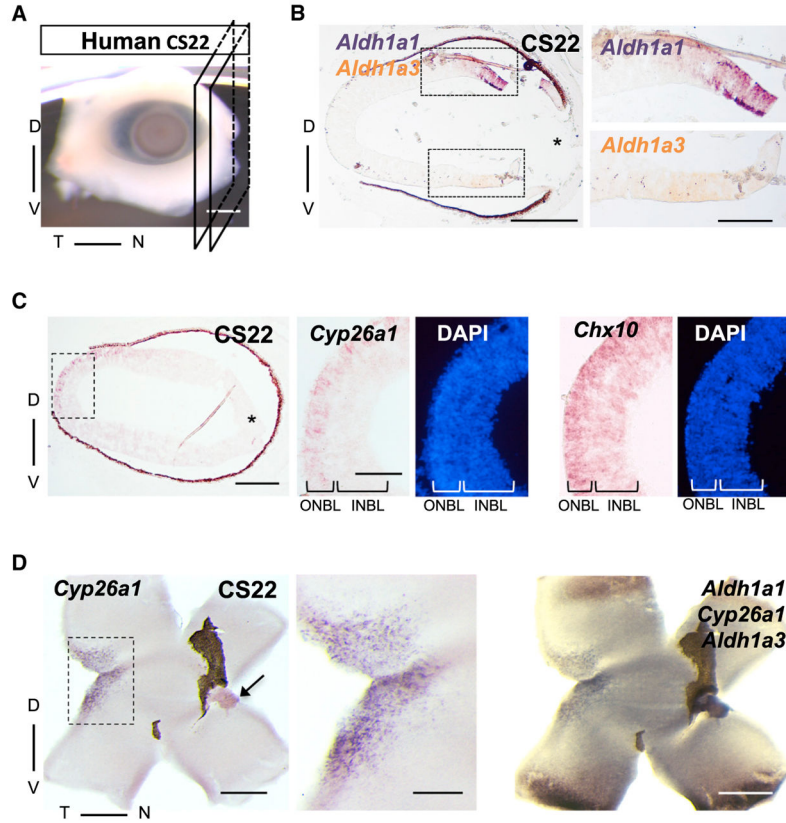 A
Human CS22
D
V
T
N
B
Aldh1a1
Aldh1a3
CS22
D
V
*
Aldh1a1
Aldh1a3
C
CS22
D
V
*
Cyp26a1
DAPI
ONBL
INBL
ONBL
INBL
Chx10
DAPI
ONBL
INBL
ONBL
INBL
D
Cyp26a1
CS22
D
V
T
N
Aldh1a1
Cyp26a1
Aldh1a3